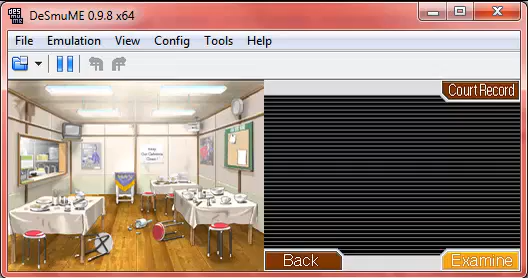 DeSmuME 0.9.8 x64
File Emulation View Config Tools Help
Court Record
Back
Examine